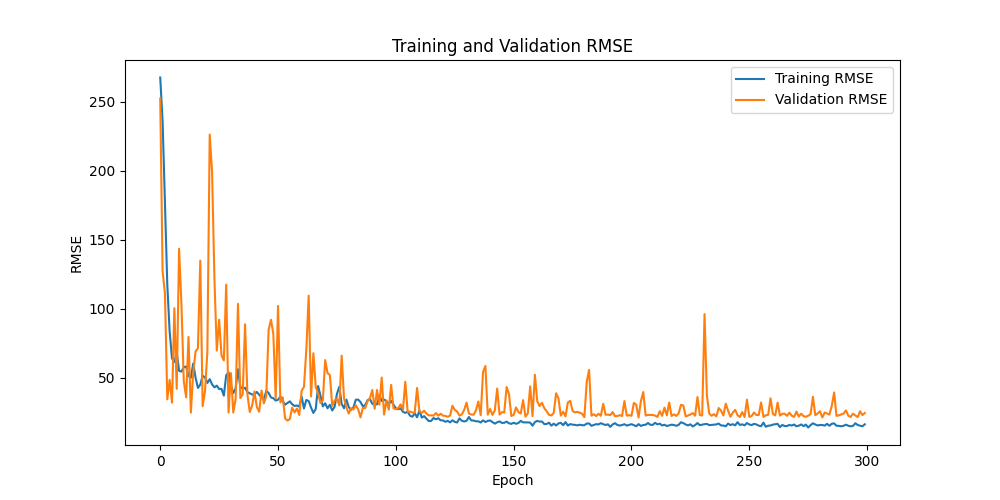 Training and Validation RMSE
Training RMSE
Validation RMSE
250
200
150
100
50
RMSE
0
50
100
150
200
250
300
Epoch